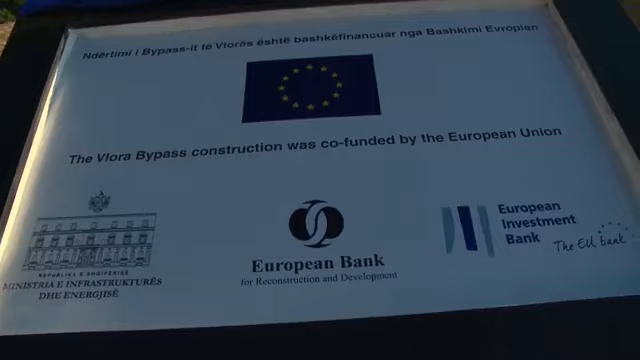 Ndërtimi i Bypass-it të Vlorës është bashkëfinancuar nga Bashkimi Evropian
The Vlora Bypass construction was co-funded by the European Union
REPUBLIKA E SHQIPËRISË
MINISTRIA E INFRASTRUKTURËS
DHE ENERGJISË
European Bank
for Reconstruction and Development
European
Investment
Bank
The EU bank